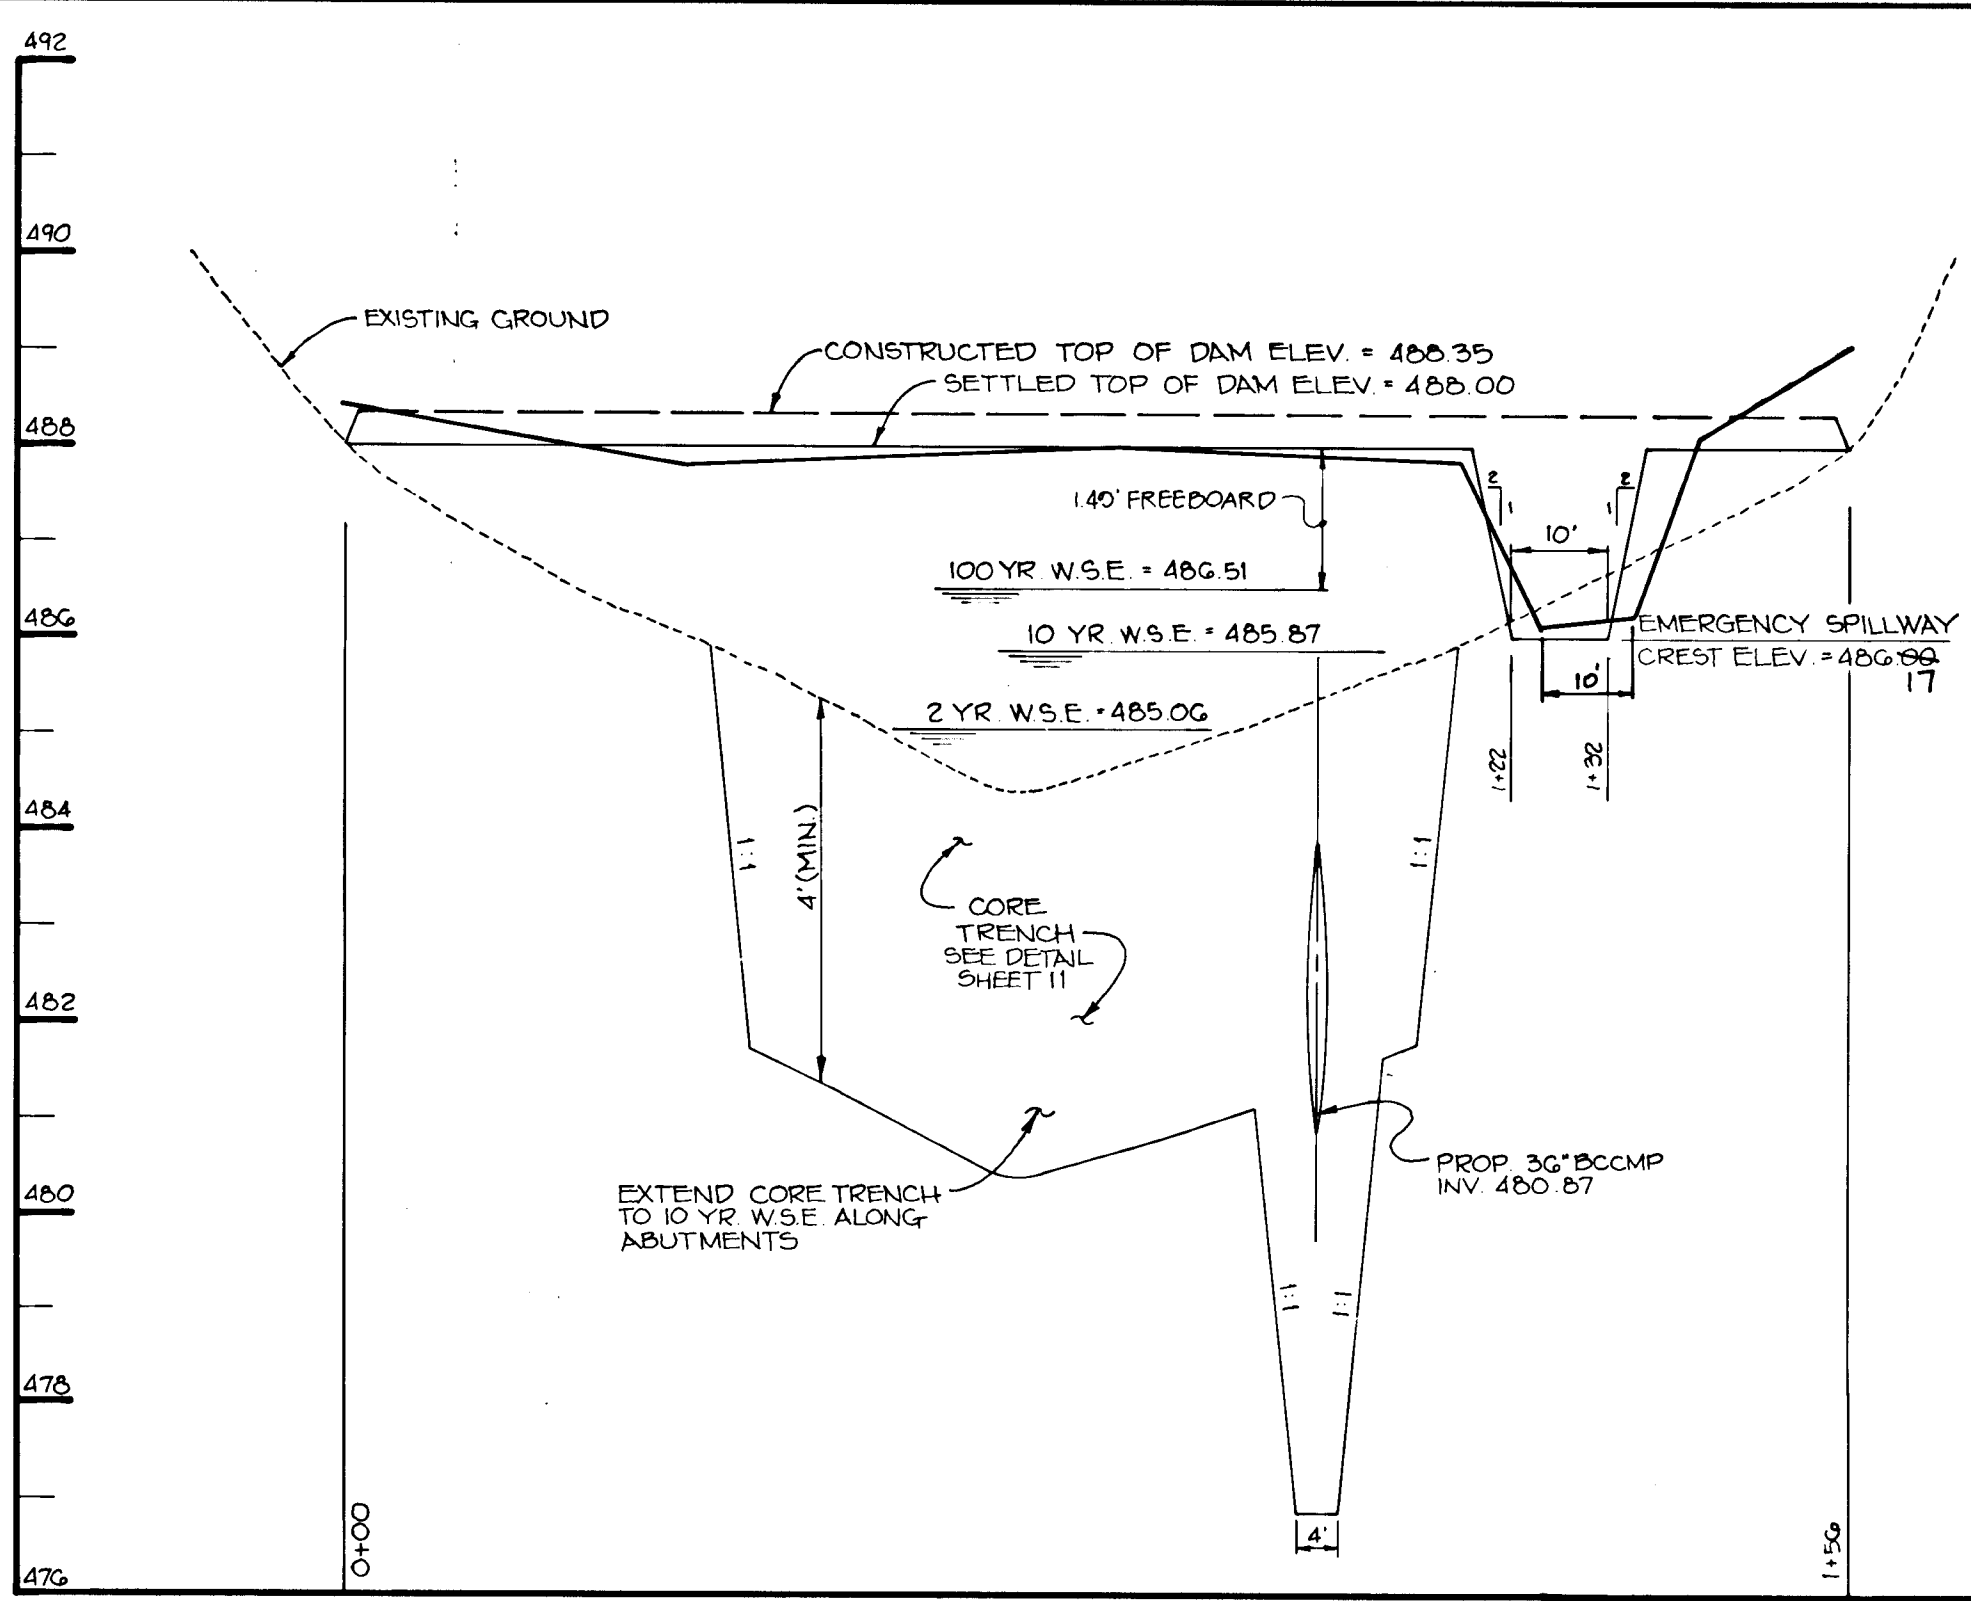 492
490
EXISTING GROUND
CONSTRUCTED TOP OF DAM ELEV. = 488.35
SETTLED TOP OF DAM ELEV. = 488.00
488
2
1
2
1
1.49' FREEBOARD
10'
100 YR. W.S.E. = 486.51
486
10 YR. W.S.E. = 485.87
EMERGENCY SPILLWAY
CREST ELEV. = 486.00
17
10'
2 YR. W.S.E. = 485.06
1+22
1+32
484
1:1
4' (MIN.)
1:1
CORE
TRENCH
SEE DETAIL
SHEET 11
482
PROP. 36" BCCMP
INV. 480.87
480
EXTEND CORE TRENCH
TO 10 YR. W.S.E. ALONG
ABUTMENTS
1:1
1:1
478
4'
0+00
1+56
476